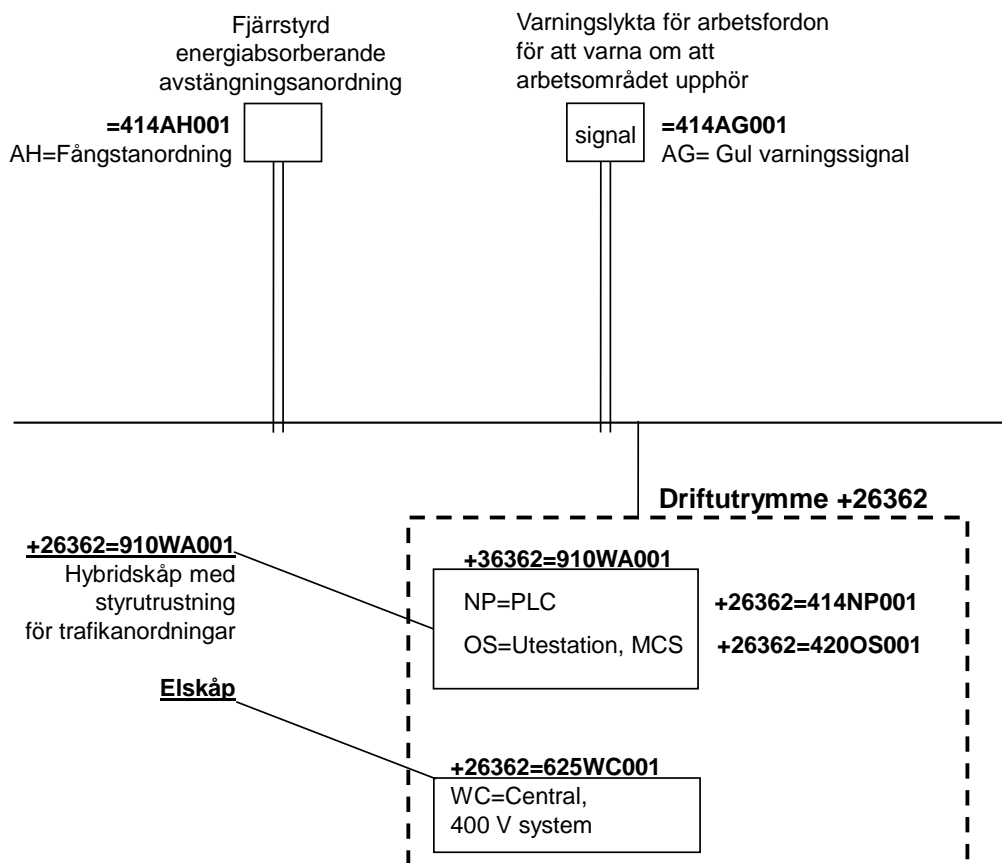 Fjärrstyrd
energiabsorberande
avstängningsanordning
=414AH001
AH=Fångstanordning
Varningslykta för arbetsfordon
för att varna om att
arbetsområdet upphör
signal
=414AG001
AG= Gul varningssignal
Driftutrymme +26362
+26362=910WA001
Hybridskåp med
styrutrustning
för trafikanordningar
+36362=910WA001
NP=PLC
+26362=414NP001
OS=Utestation, MCS
+26362=420OS001
Elskåp
+26362=625WC001
WC=Central,
400 V system